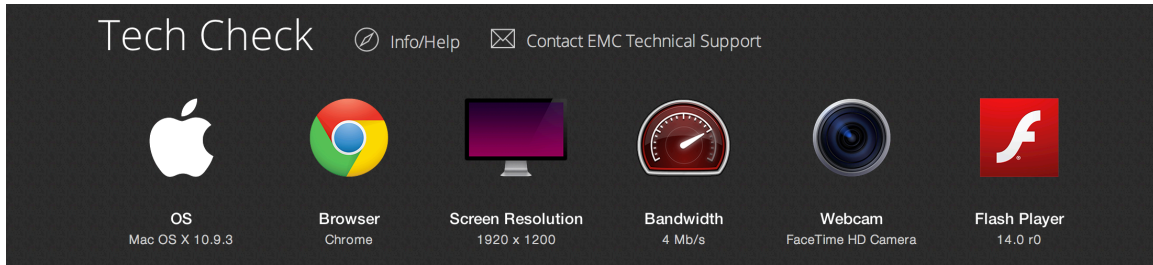 Tech Check
Info/Help
Contact EMC Technical Support
OS
Mac OS X 10.9.3
Browser
Chrome
Screen Resolution
1920 x 1200
Bandwidth
4 Mb/s
Webcam
FaceTime HD Camera
Flash Player
14.0 r0